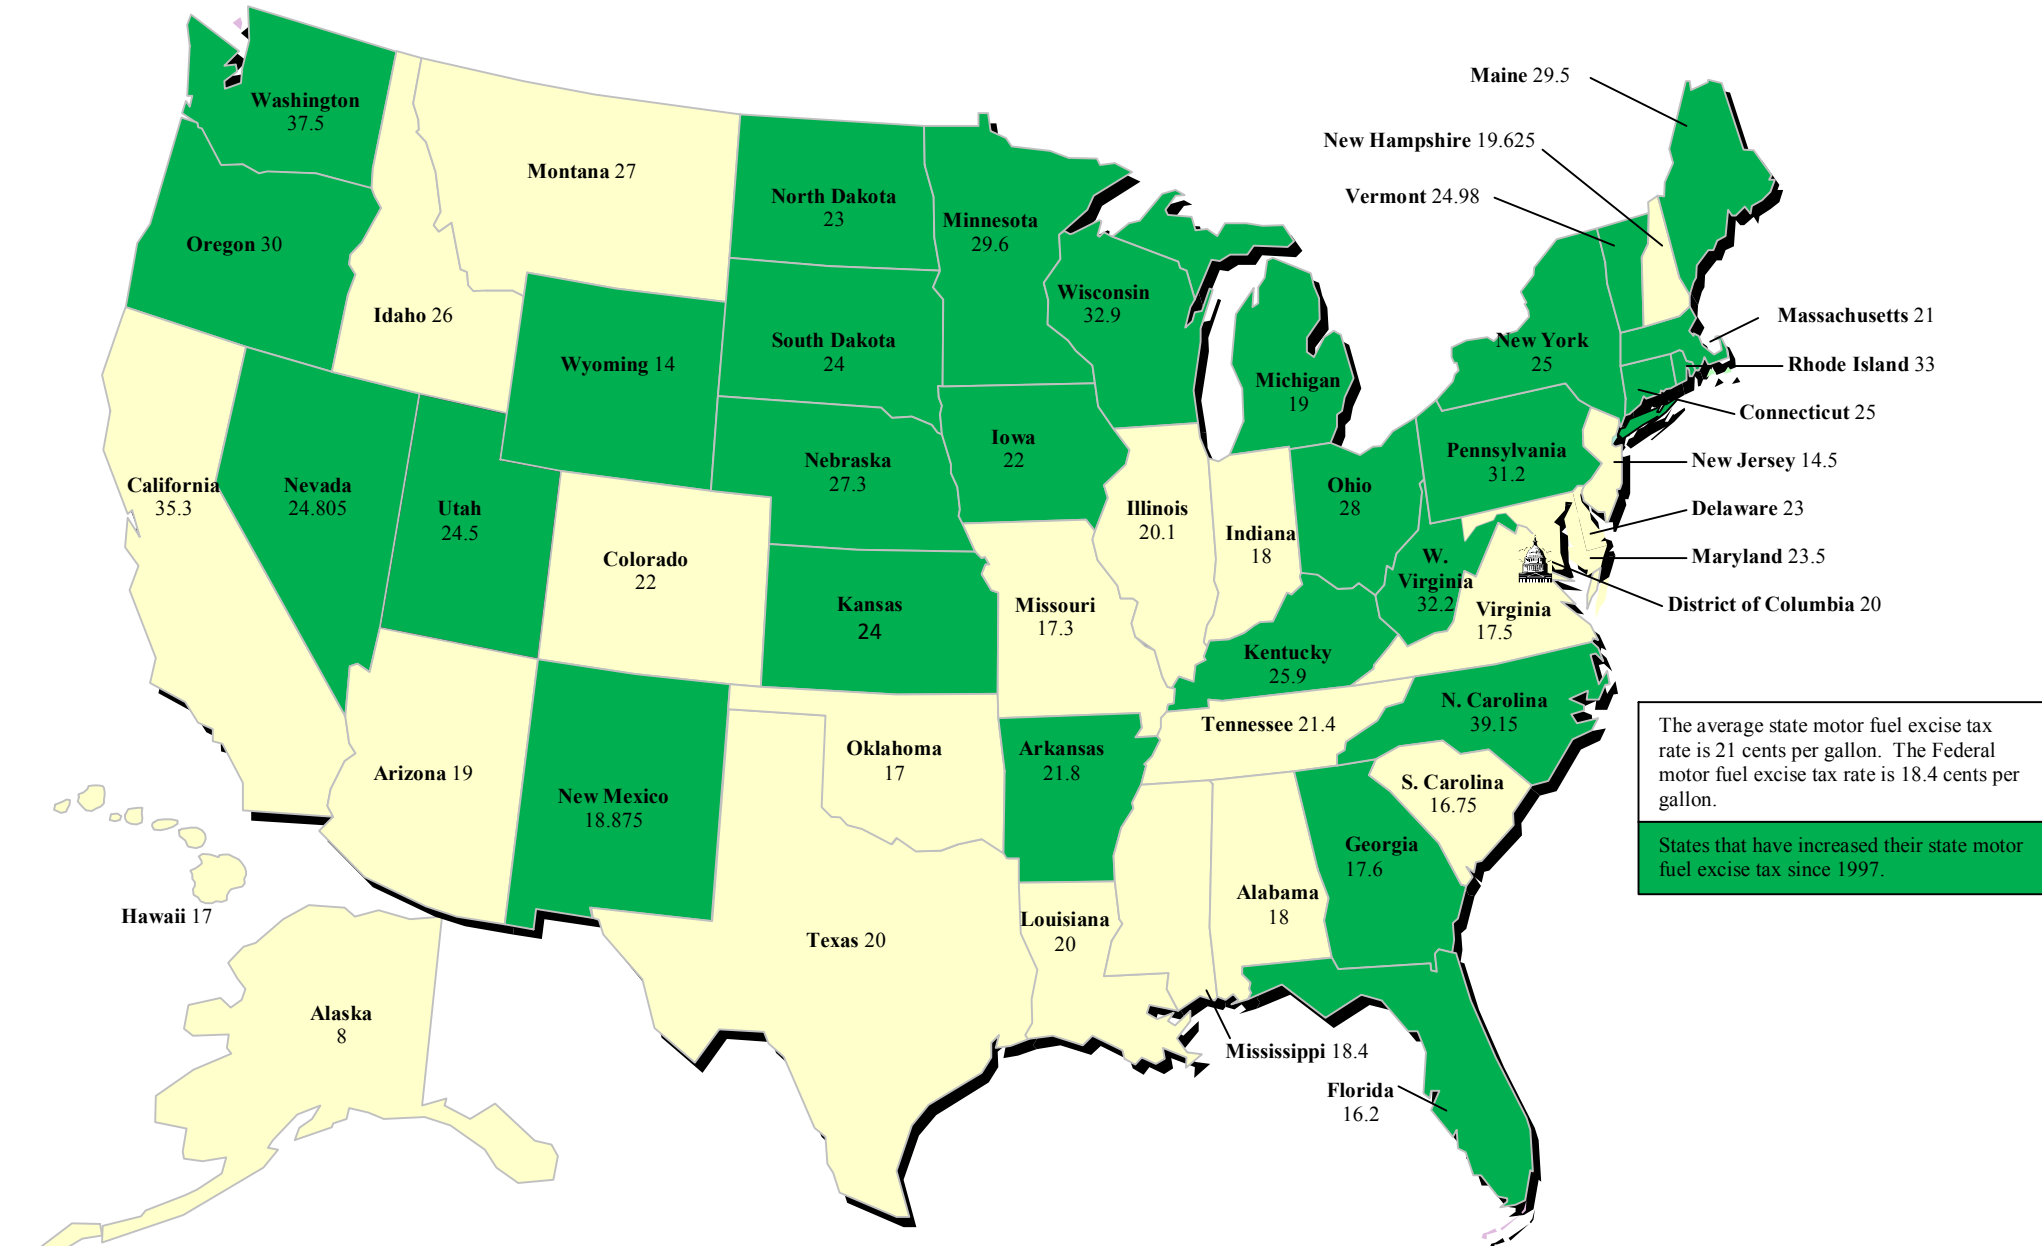 Maine 29.5
New Hampshire 19.625
Vermont 24.98
Washington
37.5
Montana 27
North Dakota
23
Minnesota
29.6
Oregon 30
Idaho 26
Wisconsin
32.9
Massachusetts 21
Wyoming 14
South Dakota
24
New York
25
Rhode Island 33
Michigan
19
Connecticut 25
Iowa
22
Nebraska
27.3
Pennsylvania
31.2
New Jersey 14.5
California
35.3
Nevada
24.805
Utah
24.5
Illinois
20.1
Indiana
18
Ohio
28
Delaware 23
Colorado
22
W.
Virginia
32.2
Maryland 23.5
Kansas
24
Missouri
17.3
Virginia
17.5
District of Columbia 20
Kentucky
25.9
N. Carolina
39.15
Tennessee 21.4
Oklahoma
17
Arkansas
21.8
Arizona 19
New Mexico
18.875
S. Carolina
16.75
The average state motor fuel excise tax
rate is 21 cents per gallon. The Federal
motor fuel excise tax rate is 18.4 cents per
gallon.
States that have increased their state motor
fuel excise tax since 1997.
Georgia
17.6
Alabama
18
Hawaii 17
Louisiana
20
Texas 20
Alaska
8
Mississippi 18.4
Florida
16.2